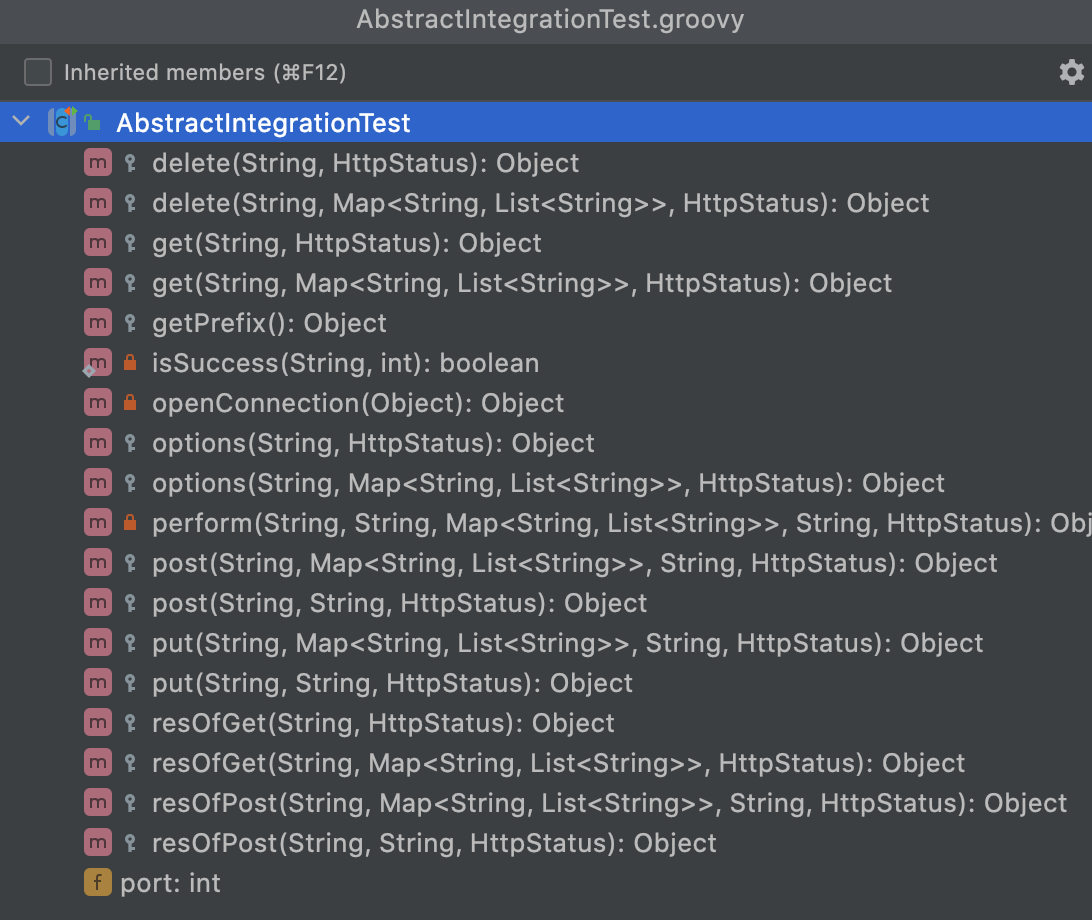 AbstractIntegrationTest.groovy
Inherited members (⌘F12)
AbstractIntegrationTest
delete(String, HttpStatus): Object
delete(String, Map<String, List<String>>, HttpStatus): Object
get(String, HttpStatus): Object
get(String, Map<String, List<String>>, HttpStatus): Object
getPrefix(): Object
isSuccess(String, int): boolean
openConnection(Object): Object
options(String, HttpStatus): Object
options(String, Map<String, List<String>>, HttpStatus): Object
perform(String, String, Map<String, List<String>>, String, HttpStatus): Obj
post(String, Map<String, List<String>>, String, HttpStatus): Object
post(String, String, HttpStatus): Object
put(String, Map<String, List<String>>, String, HttpStatus): Object
put(String, String, HttpStatus): Object
resOfGet(String, HttpStatus): Object
resOfGet(String, Map<String, List<String>>, HttpStatus): Object
resOfPost(String, Map<String, List<String>>, String, HttpStatus): Object
resOfPost(String, String, HttpStatus): Object
port: int